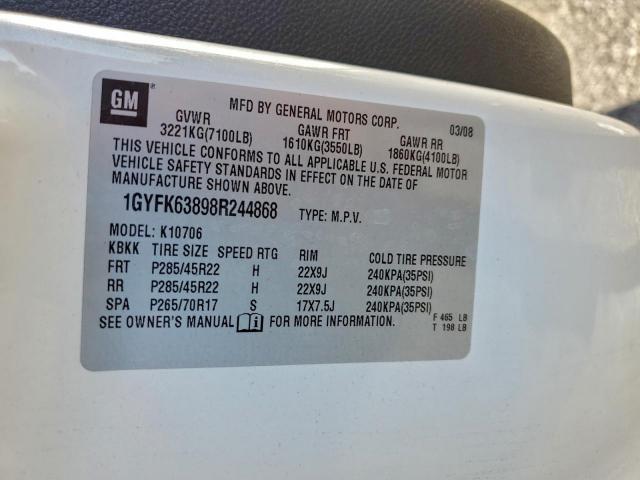 GM ®
MFD BY GENERAL MOTORS CORP. 03/08
GVWR GAWR FRT GAWR RR
3221KG(7100LB) 1610KG(3550LB) 1860KG(4100LB)
THIS VEHICLE CONFORMS TO ALL APPLICABLE U.S. FEDERAL MOTOR
VEHICLE SAFETY STANDARDS IN EFFECT ON THE DATE OF
MANUFACTURE SHOWN ABOVE.
1GYFK63898R244868 TYPE: M.P.V.
MODEL: K10706
KBKK TIRE SIZE SPEED RTG RIM COLD TIRE PRESSURE
FRT P285/45R22 H 22X9J 240KPA(35PSI)
RR P285/45R22 H 22X9J 240KPA(35PSI)
SPA P265/70R17 S 17X7.5J 240KPA(35PSI)
SEE OWNER'S MANUAL i FOR MORE INFORMATION.
F 465 LB
T 198 LB